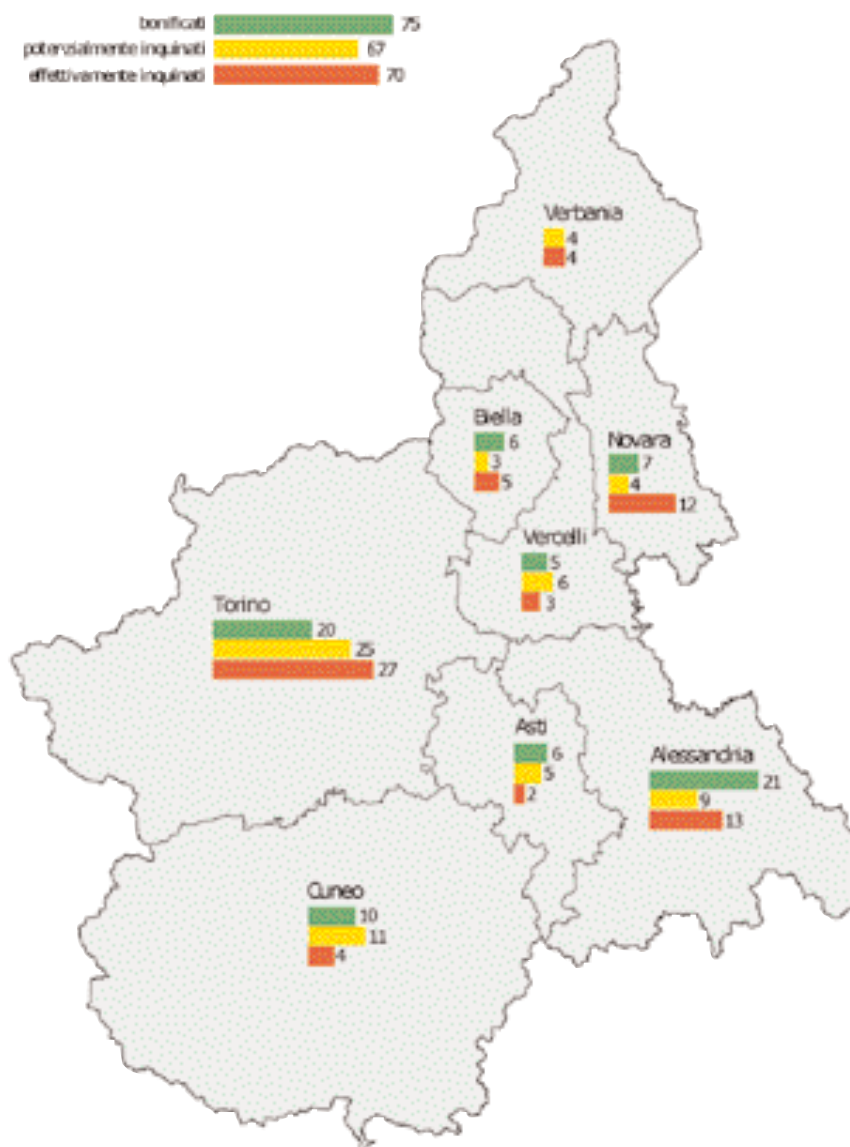 bonificati 75
potenzialmente inquinati 67
effettivamente inquinati 70
Verbania
4
4
Biella
6
3
5
Novara
7
4
12
Vercelli
5
6
3
Torino
20
25
27
Asti
6
5
2
Alessandria
21
9
13
Cuneo
10
11
4